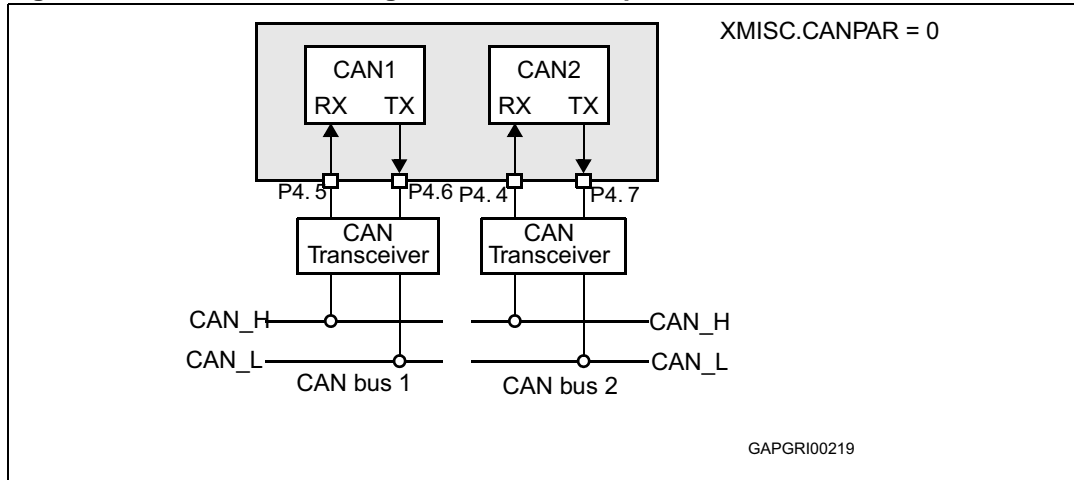 XMISC.CANPAR = 0
CAN1 CAN2
RX TX RX TX
P4. 5 P4.6 P4. 4 P4. 7
CAN Transceiver
CAN Transceiver
CAN_H CAN_H
CAN_L CAN_L
CAN bus 1 CAN bus 2
GAPGRI00219